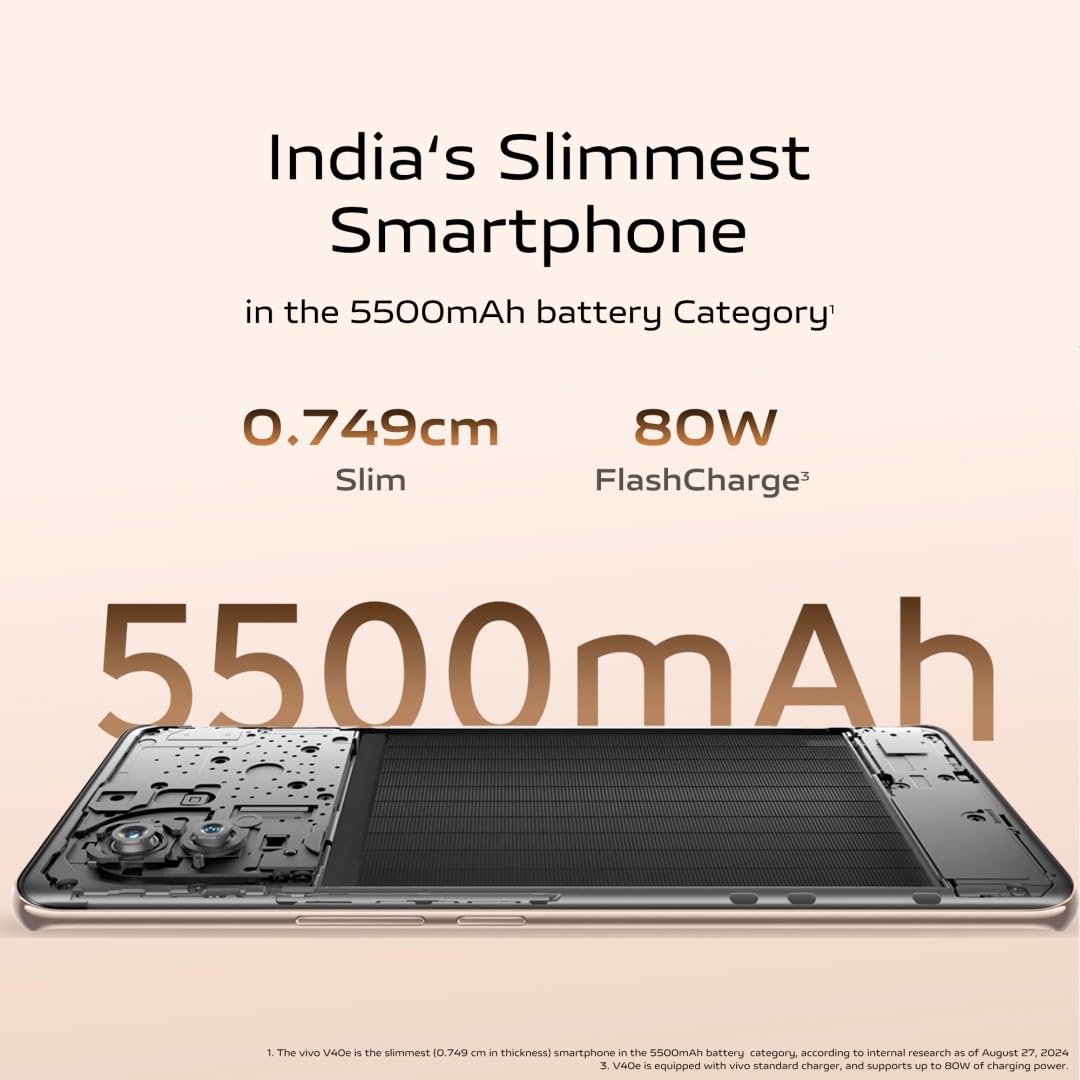 India‘s Slimmest
Smartphone
in the 5500mAh battery Category¹
0.749cm
Slim
80W
FlashCharge³
5500mAh
1. The vivo V40e is the slimmest (0.749 cm in thickness) smartphone in the 5500mAh battery category, according to internal research as of August 27, 2024
3. V40e is equipped with vivo standard charger, and supports up to 80W of charging power.